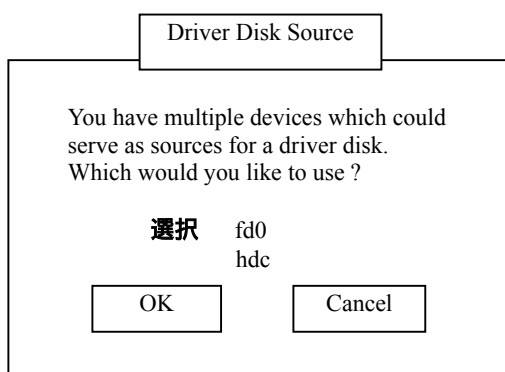 Driver Disk Source
You have multiple devices which could
serve as sources for a driver disk.
Which would you like to use ?
選択 fd0
hdc
OK Cancel